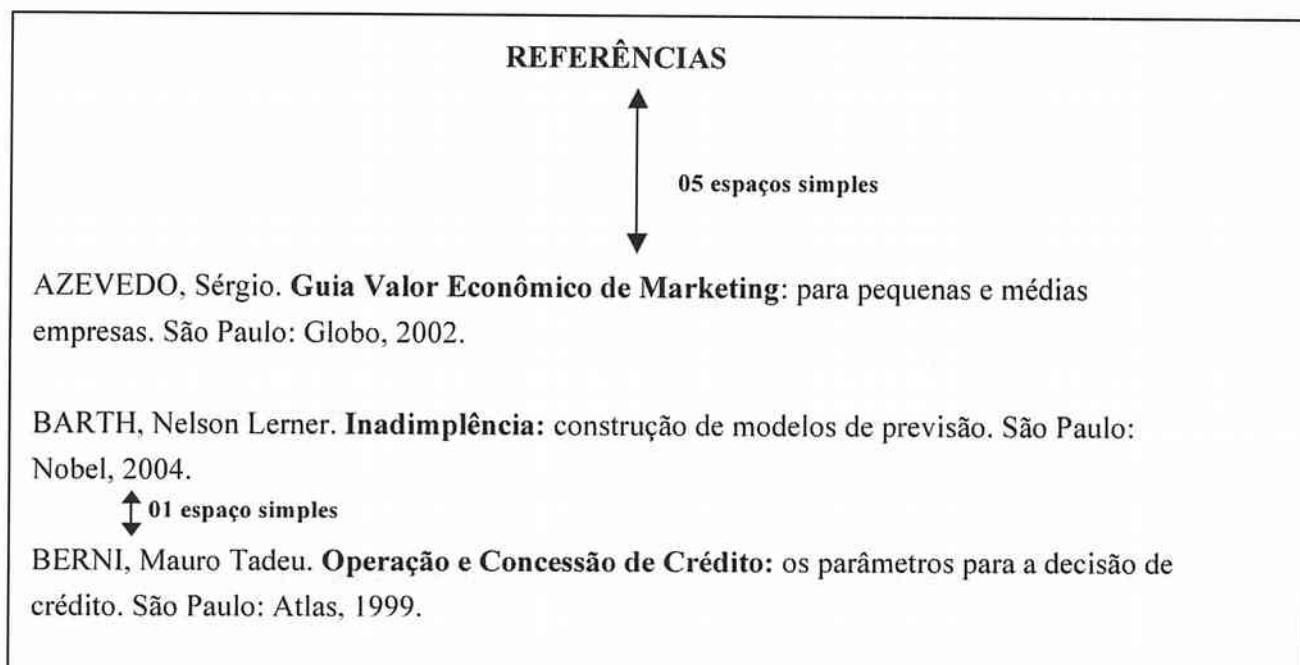 REFERÊNCIAS
05 espaços simples
AZEVEDO, Sérgio. Guia Valor Econômico de Marketing: para pequenas e médias
empresas. São Paulo: Globo, 2002.
BARTH, Nelson Lerner. Inadimplência: construção de modelos de previsão. São Paulo:
Nobel, 2004.
01 espaço simples
BERNI, Mauro Tadeu. Operação e Concessão de Crédito: os parâmetros para a decisão de
crédito. São Paulo: Atlas, 1999.